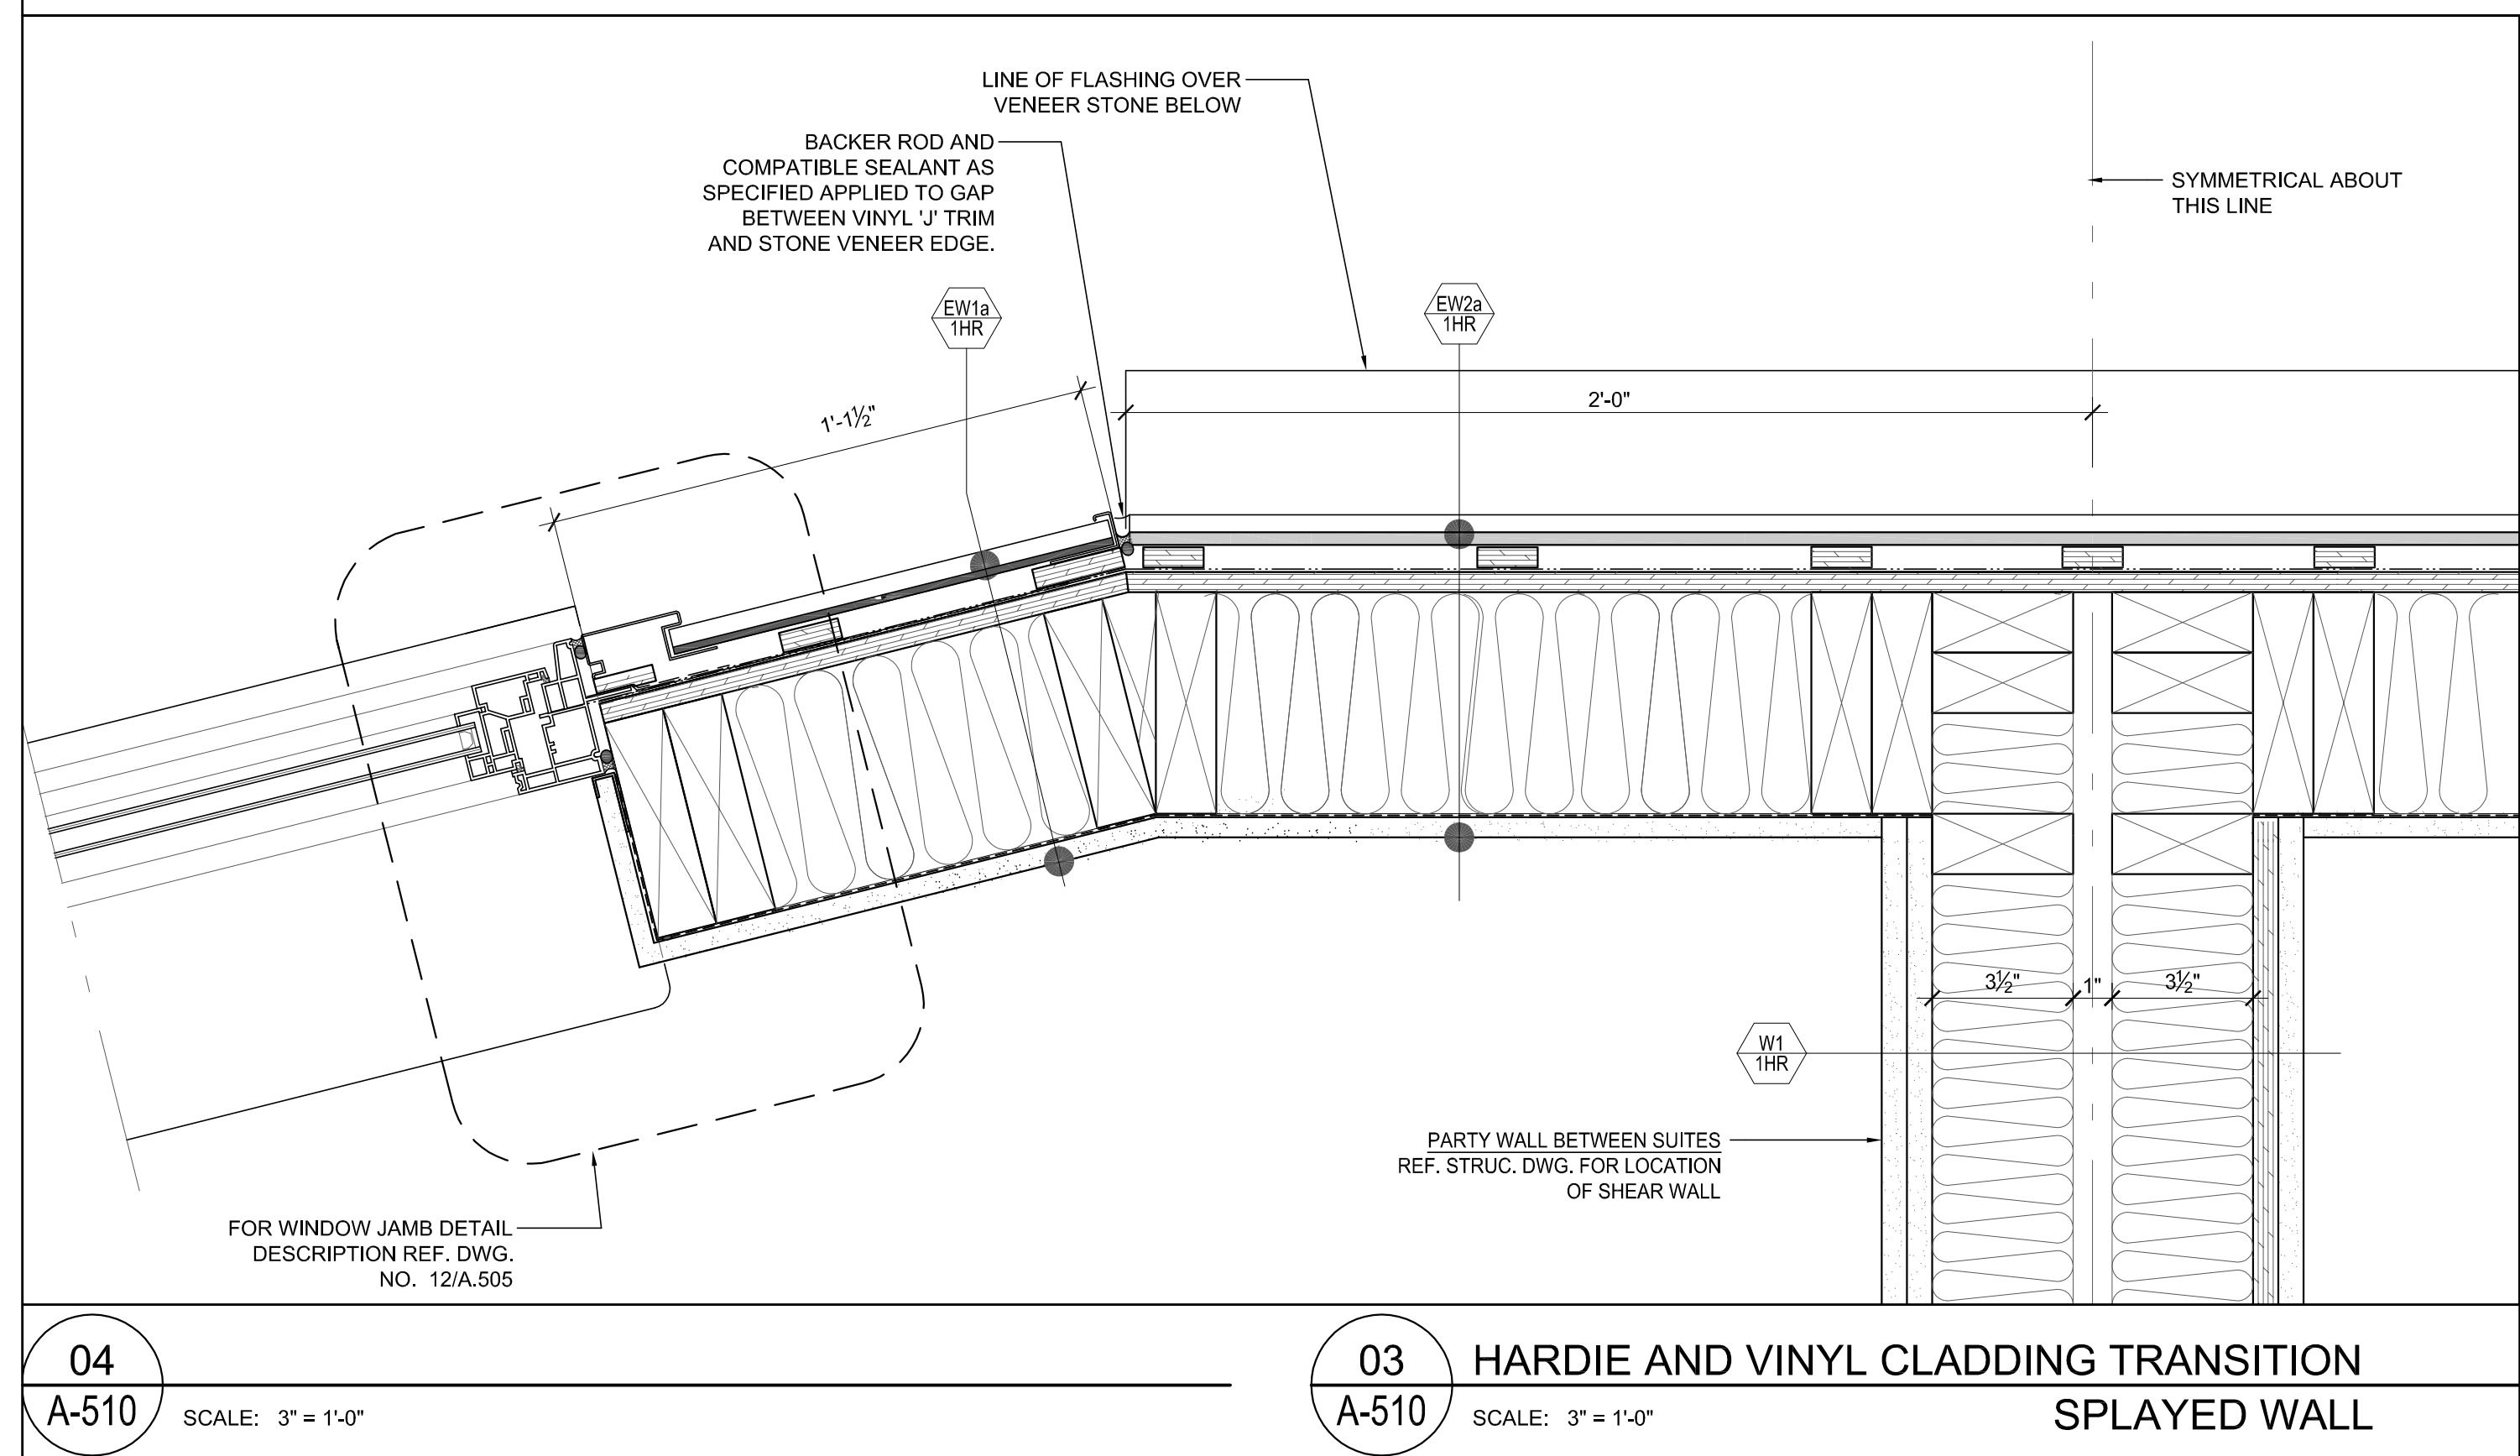 LINE OF FLASHING OVER
VENEER STONE BELOW
BACKER ROD AND
COMPATIBLE SEALANT AS
SPECIFIED APPLIED TO GAP
BETWEEN VINYL 'J' TRIM
AND STONE VENEER EDGE.
SYMMETRICAL ABOUT
THIS LINE
EW1a
1HR
EW2a
1HR
1'-1½"
2'-0"
3½"
1"
3½"
W1
1HR
PARTY WALL BETWEEN SUITES
REF. STRUC. DWG. FOR LOCATION
OF SHEAR WALL
FOR WINDOW JAMB DETAIL
DESCRIPTION REF. DWG.
NO. 12/A.505
04
A-510
SCALE: 3" = 1'-0"
03
A-510
HARDIE AND VINYL CLADDING TRANSITION
SPLAYED WALL
SCALE: 3" = 1'-0"